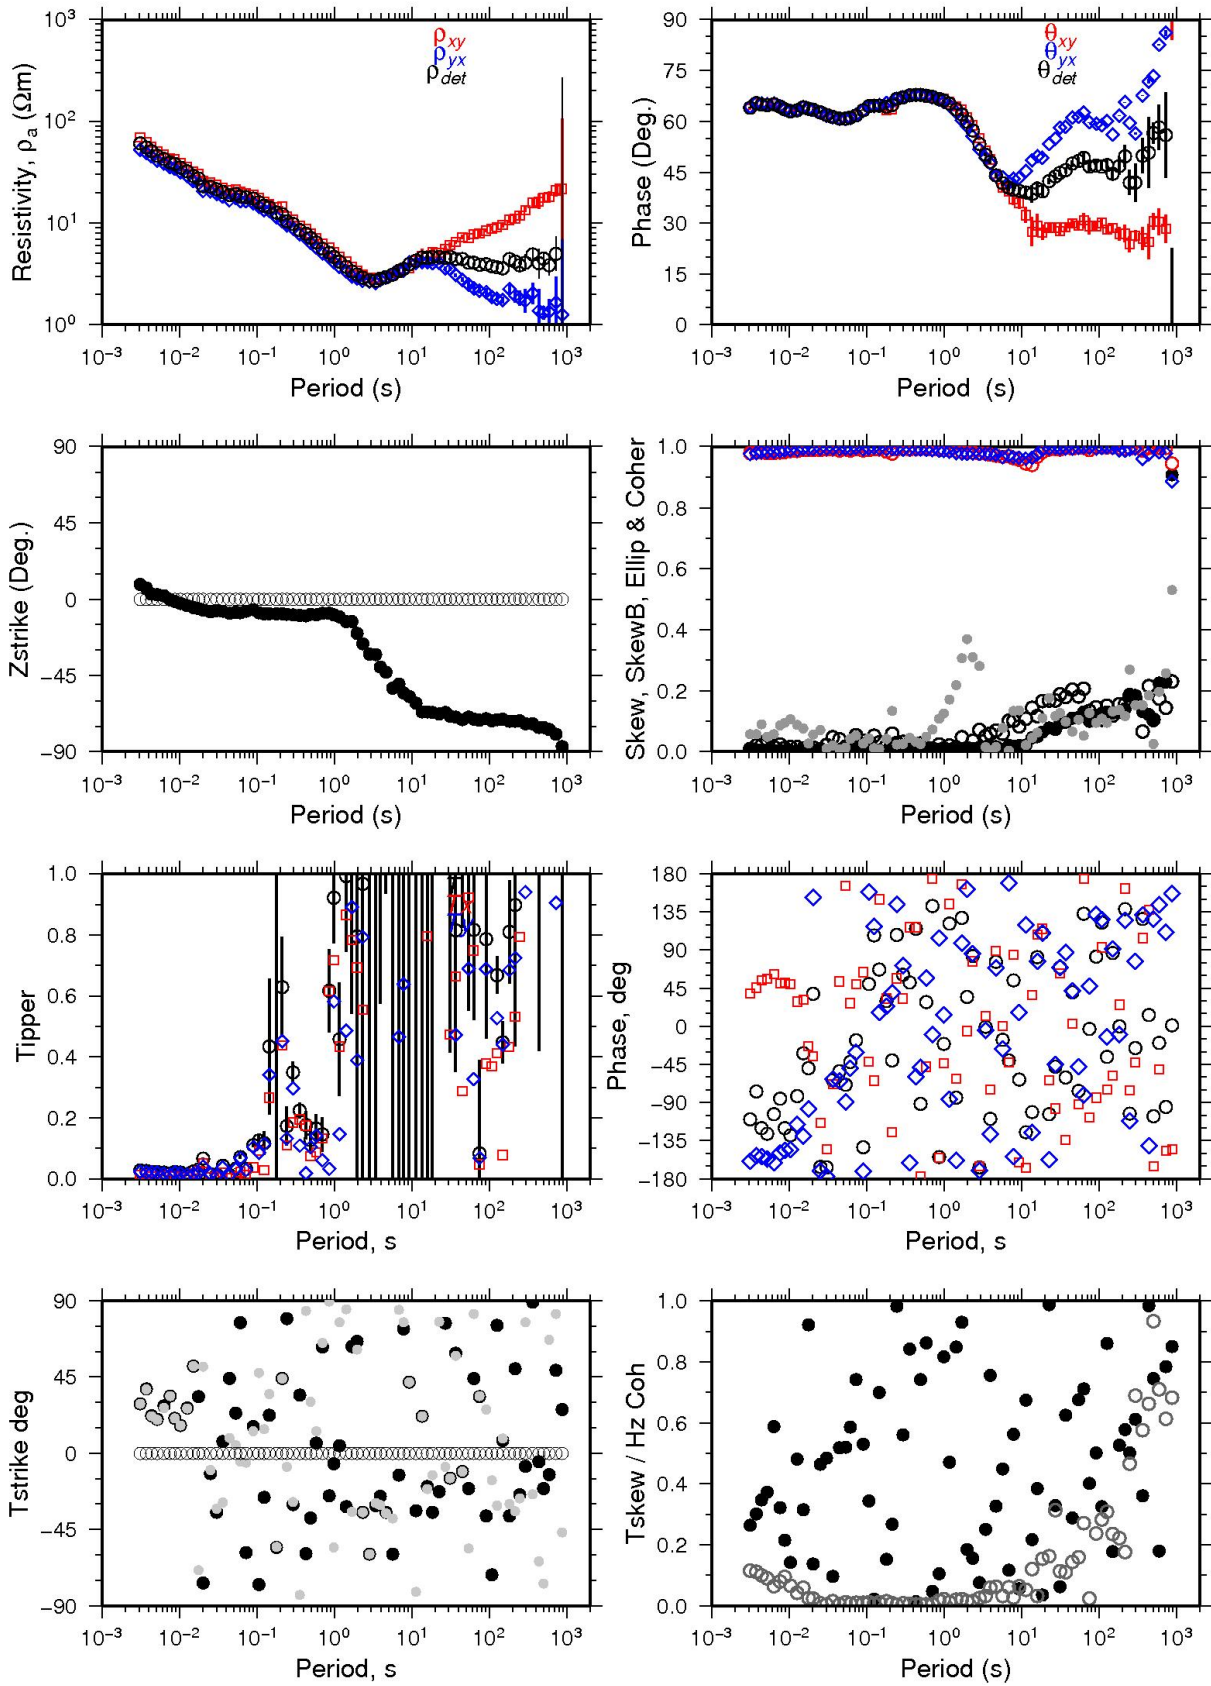 Resistivity, ρa (Ωm)
10³
10²
10¹
10⁰
ρxy
ρyx
ρdet
10⁻³ 10⁻² 10⁻¹ 10⁰ 10¹ 10² 10³
Period (s)
Phase (Deg.)
90
75
60
45
30
15
0
θxy
θyx
θdet
10⁻³ 10⁻² 10⁻¹ 10⁰ 10¹ 10² 10³
Period (s)
Zstrike (Deg.)
90
45
0
−45
−90
10⁻³ 10⁻² 10⁻¹ 10⁰ 10¹ 10² 10³
Period (s)
Skew, SkewB, Ellip & Coher
1.0
0.8
0.6
0.4
0.2
0.0
10⁻³ 10⁻² 10⁻¹ 10⁰ 10¹ 10² 10³
Period (s)
Tipper
1.0
0.8
0.6
0.4
0.2
0.0
10⁻³ 10⁻² 10⁻¹ 10⁰ 10¹ 10² 10³
Period, s
Phase, deg
180
135
90
45
0
−45
−90
−135
−180
10⁻³ 10⁻² 10⁻¹ 10⁰ 10¹ 10² 10³
Period, s
Tstrike deg
90
45
0
−45
−90
10⁻³ 10⁻² 10⁻¹ 10⁰ 10¹ 10² 10³
Period, s
Tskew / Hz Coh
1.0
0.8
0.6
0.4
0.2
0.0
10⁻³ 10⁻² 10⁻¹ 10⁰ 10¹ 10² 10³
Period (s)